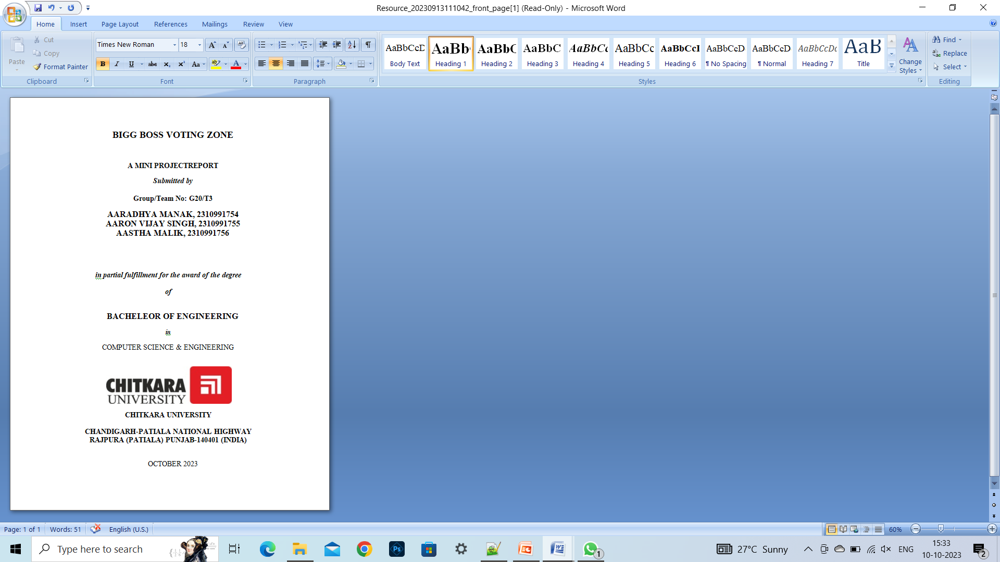 Resource_20230913111042_front_page[1] (Read-Only) - Microsoft Word
Home Insert Page Layout References Mailings Review View
Paste
Cut
Copy
Format Painter
Clipboard
Times New Roman 18
Font
Paragraph
AaBbCcD AaBb( AaBbC AaBbC AaBbCc AaBbCc AaBbCcI AaBbCcD AaBbCcD AaBbCcDc AaB
Body Text Heading 1 Heading 2 Heading 3 Heading 4 Heading 5 Heading 6 ¶ No Spacing ¶ Normal Heading 7 Title
Change Styles
Styles
Find
Replace
Select
Editing
BIGG BOSS VOTING ZONE
A MINI PROJECTREPORT
Submitted by
Group/Team No: G20/T3
AARADHYA MANAK, 2310991754
AARON VIJAY SINGH, 2310991755
AASTHA MALIK, 2310991756
in partial fulfillment for the award of the degree
of
BACHELEOR OF ENGINEERING
in
COMPUTER SCIENCE & ENGINEERING
CHITKARA
UNIVERSITY
CHITKARA UNIVERSITY
CHANDIGARH-PATIALA NATIONAL HIGHWAY
RAJPURA (PATIALA) PUNJAB-140401 (INDIA)
OCTOBER 2023
Page: 1 of 1 Words: 51 English (U.S.) 60%
Type here to search
27°C Sunny
ENG
15:33
10-10-2023
1
2